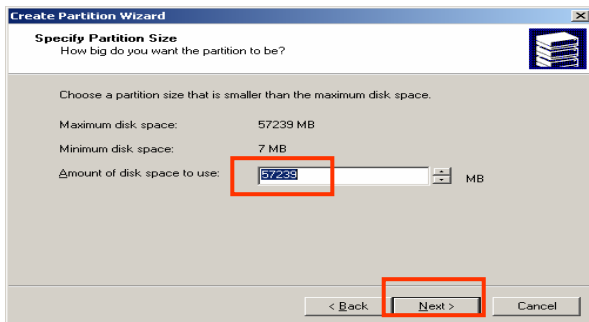 Create Partition Wizard
Specify Partition Size
How big do you want the partition to be?
Choose a partition size that is smaller than the maximum disk space.
Maximum disk space: 57239 MB
Minimum disk space: 7 MB
Amount of disk space to use: 57239 MB
< Back Next > Cancel